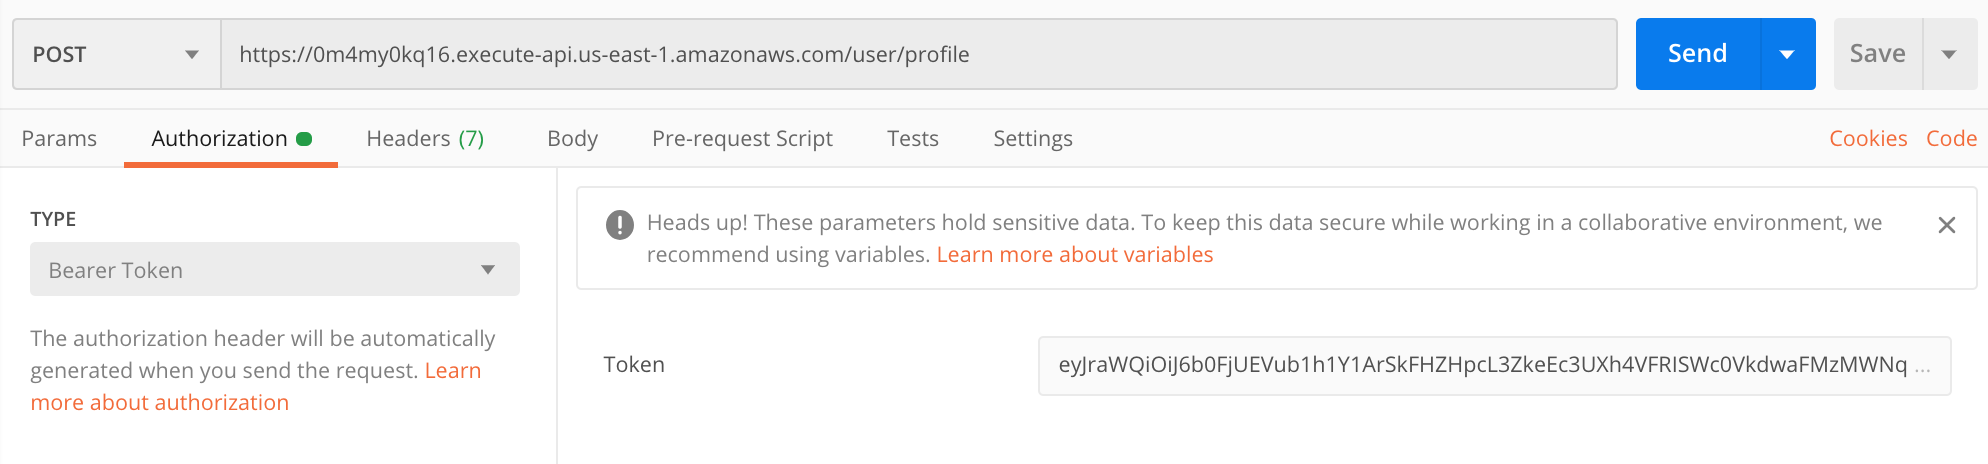 POST
https://0m4my0kq16.execute-api.us-east-1.amazonaws.com/user/profile
Send
Save
Params
Authorization
Headers (7)
Body
Pre-request Script
Tests
Settings
Cookies
Code
TYPE
Bearer Token
The authorization header will be automatically
generated when you send the request. Learn
more about authorization
Heads up! These parameters hold sensitive data. To keep this data secure while working in a collaborative environment, we
recommend using variables. Learn more about variables
Token
eyJraWQiOiJ6b0FjUEVub1h1Y1ArSkFHZHpcL3ZkeEc3UXh4VFRISWc0VkdwaFMzMWNq ...